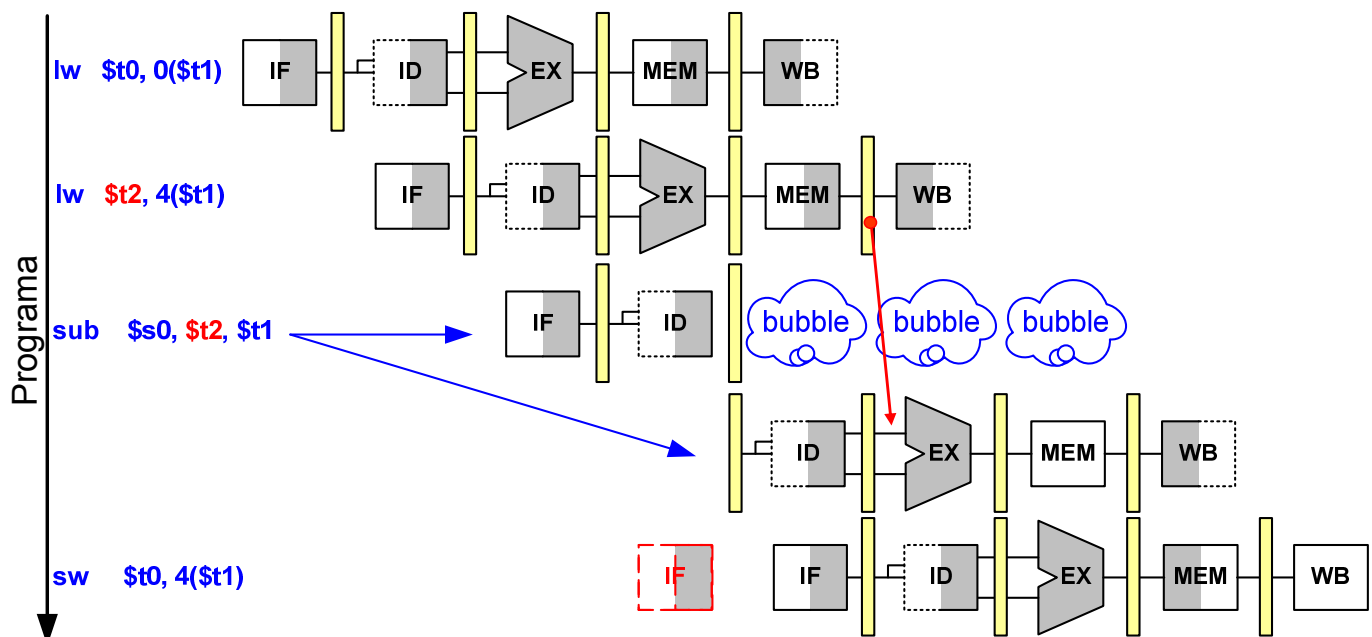 lw $t0, 0($t1) IF ID EX MEM WB
lw $t2, 4($t1) IF ID EX MEM WB
sub $s0, $t2, $t1 IF ID bubble bubble bubble
ID EX MEM WB
sw $t0, 4($t1) IF IF ID EX MEM WB
Programa